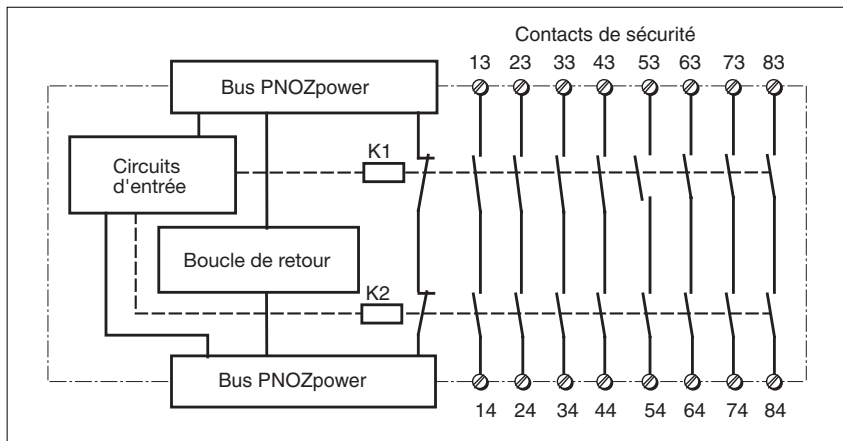 Contacts de sécurité
13 23 33 43 53 63 73 83
Bus PNOZpower
K1
Circuits
d'entrée
Boucle de retour
K2
Bus PNOZpower
14 24 34 44 54 64 74 84